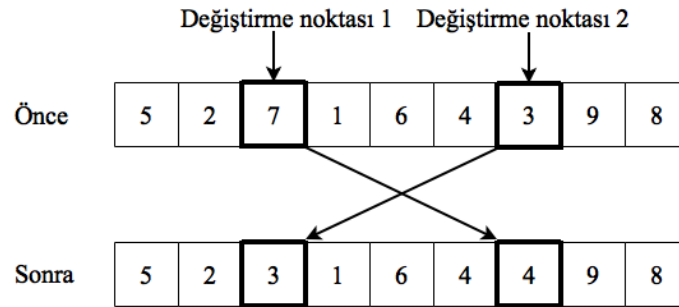 Değiştirme noktası 1 Değiştirme noktası 2
Önce 5 2 7 1 6 4 3 9 8
Sonra 5 2 3 1 6 4 4 9 8